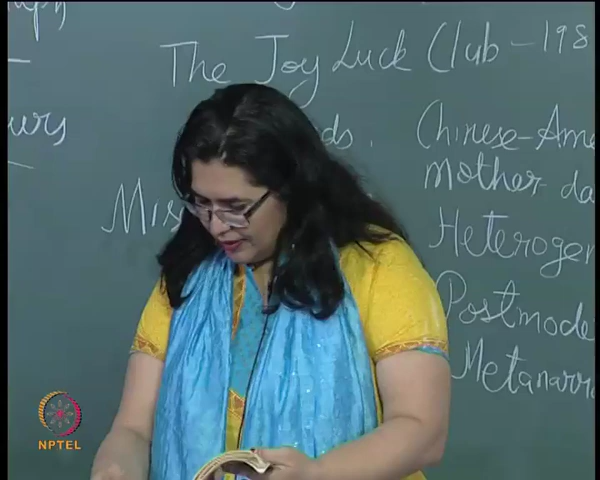 The Joy Luck Club - 198
Chinese-Ame
Mother-da
Heterogen
Postmode
Metanarra
NPTEL